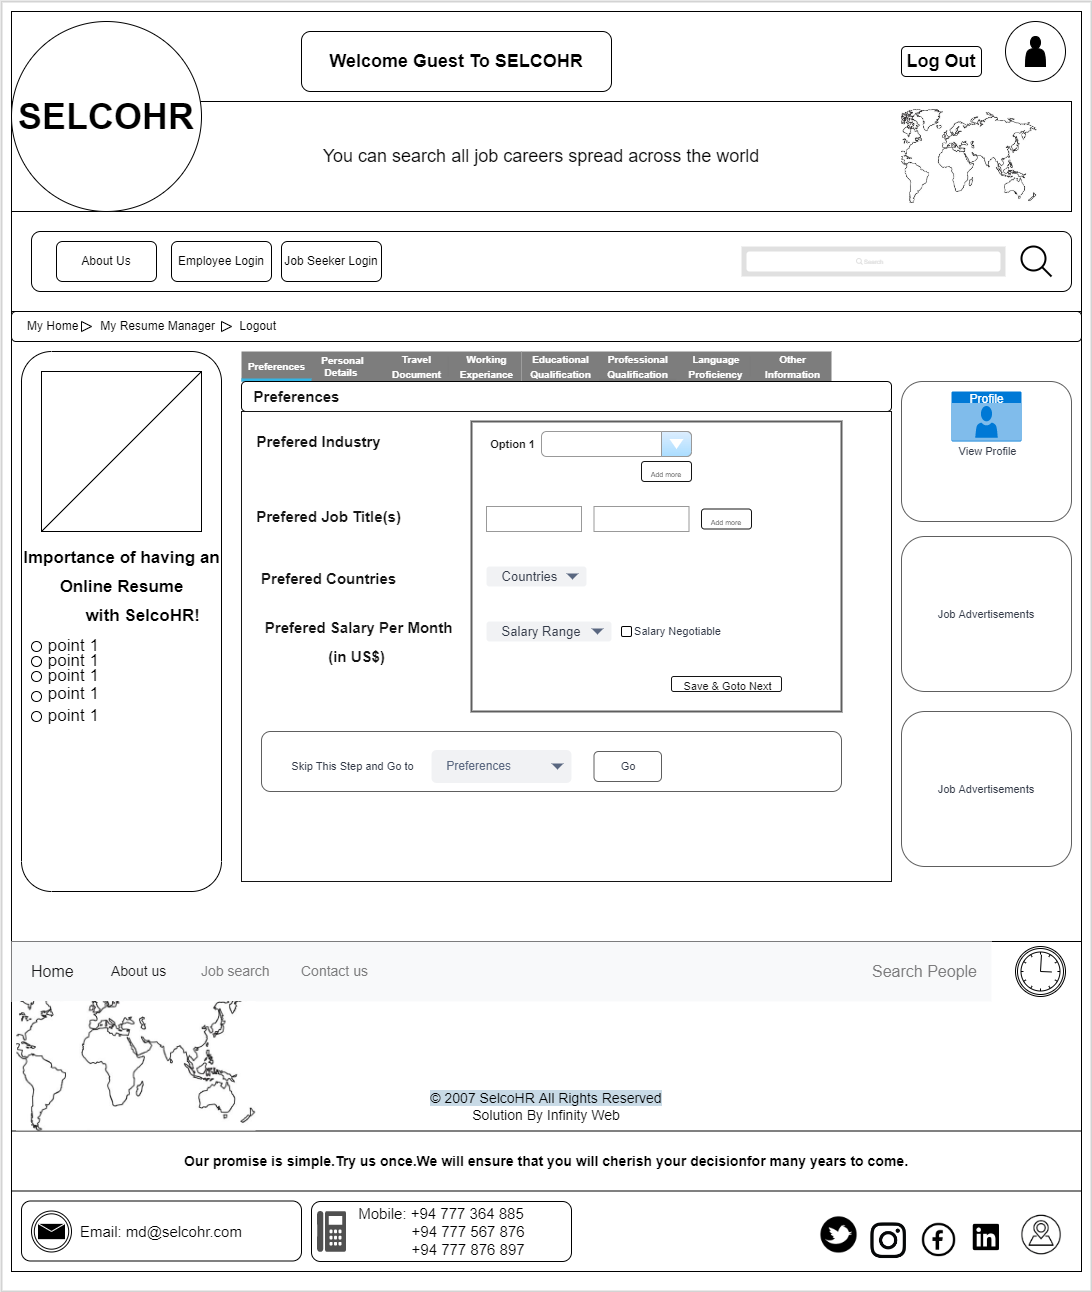 Welcome Guest To SELCOHR
Log Out
SELCOHR
You can search all job careers spread across the world
About Us
Employee Login
Job Seeker Login
Search
My Home
My Resume Manager
Logout
Preferences
Personal
Details
Travel
Document
Working
Experiance
Educational
Qualification
Professional
Qualification
Language
Proficiency
Other
Information
Preferences
Prefered Industry
Option 1
Add more
Prefered Job Title(s)
Add more
Prefered Countries
Countries
Prefered Salary Per Month
(in US$)
Salary Range
Salary Negotiable
Save & Goto Next
Skip This Step and Go to
Preferences
Go
Importance of having an
Online Resume
with SelcoHR!
point 1
point 1
point 1
point 1
point 1
Profile
View Profile
Job Advertisements
Job Advertisements
Home
About us
Job search
Contact us
Search People
© 2007 SelcoHR All Rights Reserved
Solution By Infinity Web
Our promise is simple.Try us once.We will ensure that you will cherish your decisionfor many years to come.
Email: md@selcohr.com
Mobile: +94 777 364 885
+94 777 567 876
+94 777 876 897